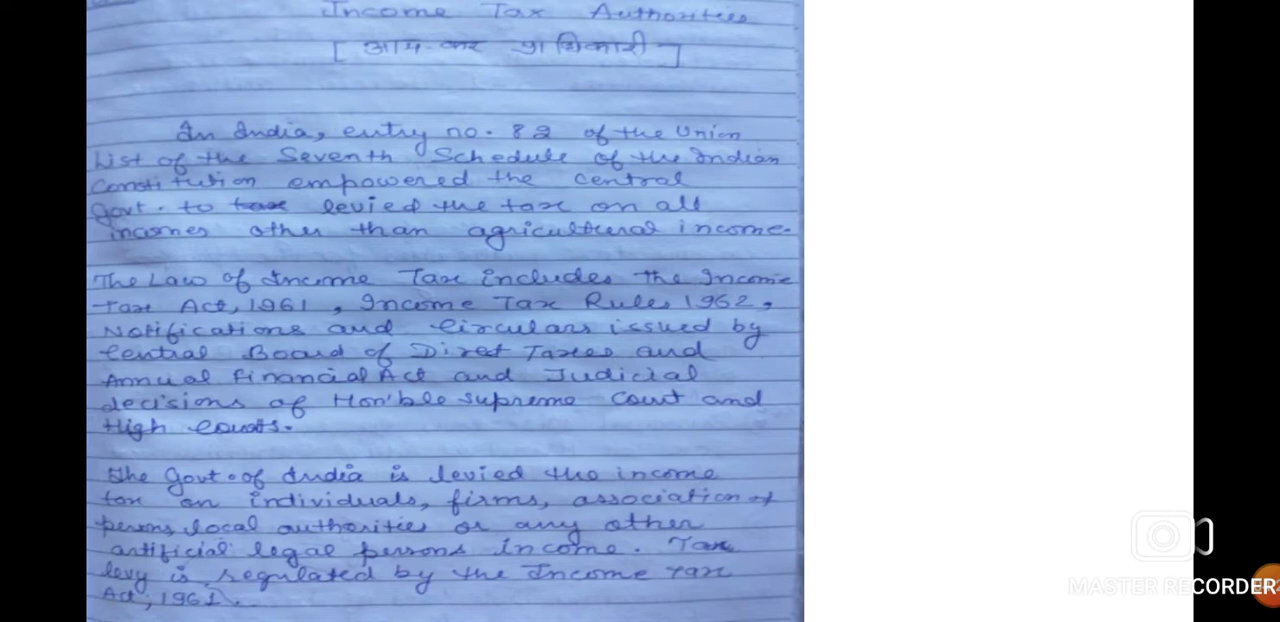 Income Tax Authorities
[ आय-कर प्राधिकारी ]
In India, entry no. 82 of the Union
List of the Seventh Schedule of the Indian
Constitution empowered the central
Govt. to levied the tax on all
incomes other than agricultural income.
The Law of Income Tax includes the Income
Tax Act, 1961, Income Tax Rules 1962,
Notifications and Circulars issued by
Central Board of Direct Taxes and
Annual Financial Act and Judicial
decisions of Hon'ble Supreme Court and
High Courts.
The Govt. of India is levied the income
tax on individuals, firms, association of
persons, local authorities or any other
artificial legal persons income. Tax
levy is regulated by the Income Tax
Act, 1961.
MASTER RECORDER